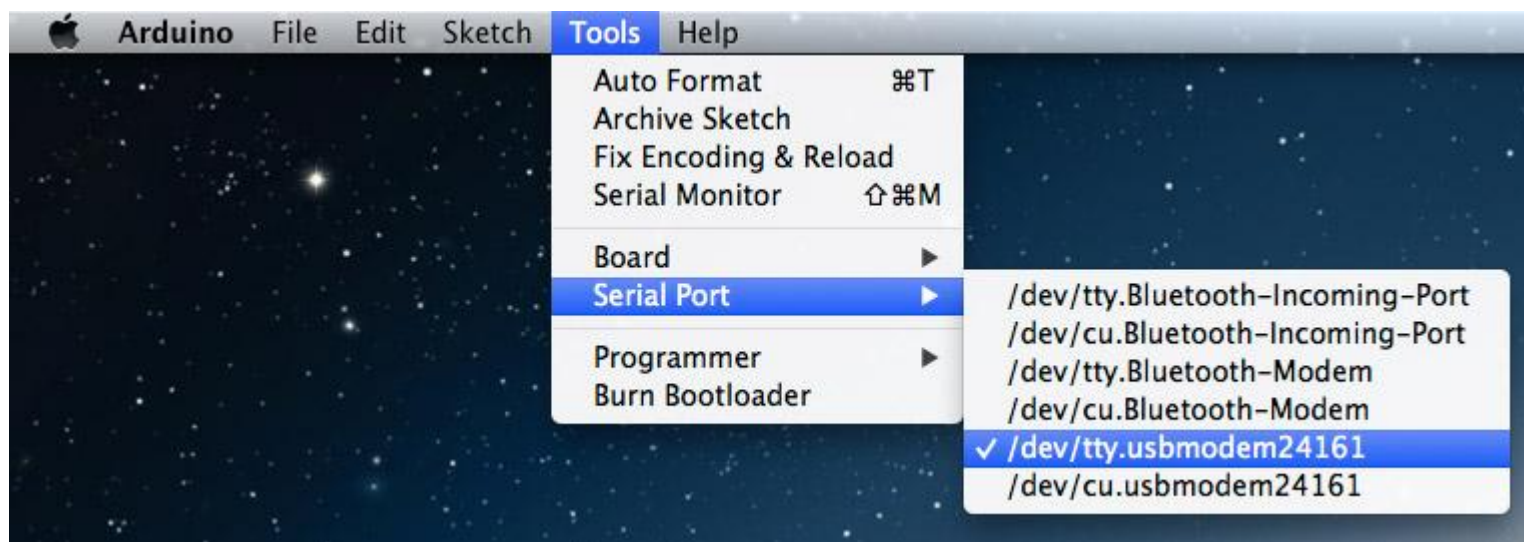 Arduino File Edit Sketch Tools Help
Auto Format ⌘T
Archive Sketch
Fix Encoding & Reload
Serial Monitor ⇧⌘M
Board ▶
Serial Port ▶
Programmer ▶
Burn Bootloader
/dev/tty.Bluetooth-Incoming-Port
/dev/cu.Bluetooth-Incoming-Port
/dev/tty.Bluetooth-Modem
/dev/cu.Bluetooth-Modem
✓ /dev/tty.usbmodem24161
/dev/cu.usbmodem24161